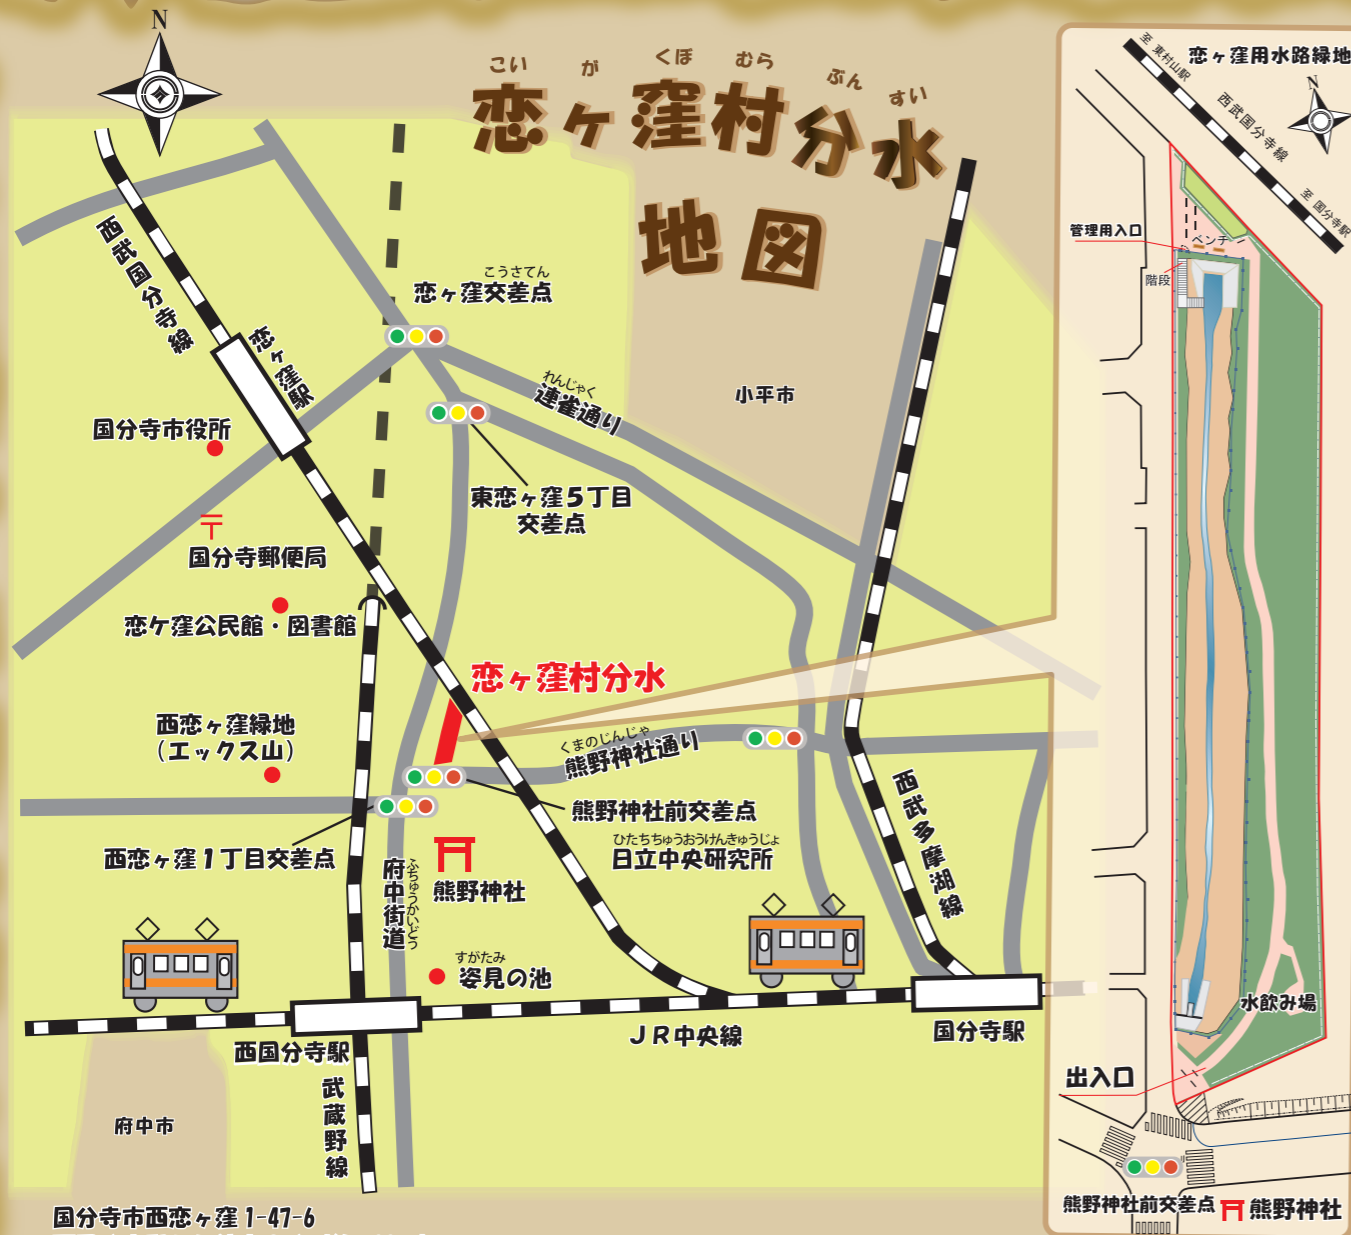 N
こい が くぼ むら ぶん すい
恋ヶ窪村分水
地図
西武国分寺線
恋ヶ窪駅
こうさてん
恋ヶ窪交差点
れんじゃく
連雀通り
小平市
国分寺市役所
東恋ヶ窪5丁目
交差点
〒
国分寺郵便局
恋ケ窪公民館・図書館
恋ヶ窪村分水
西恋ヶ窪緑地
(エックス山)
くまのじんじゃ
熊野神社通り
熊野神社前交差点
西恋ヶ窪1丁目交差点
ひたちちゅうおうけんきゅうじょ
日立中央研究所
西武多摩湖線
ふちゅうかいどう
府中街道
熊野神社
すがたみ
姿見の池
西国分寺駅
JR中央線
国分寺駅
武蔵野線
府中市
国分寺市西恋ヶ窪1-47-6
恋ヶ窪用水路緑地
至 東村山駅
西武国分寺線
N
至 国分寺駅
管理用入口
ベンチ
階段
水飲み場
出入口
熊野神社前交差点
熊野神社